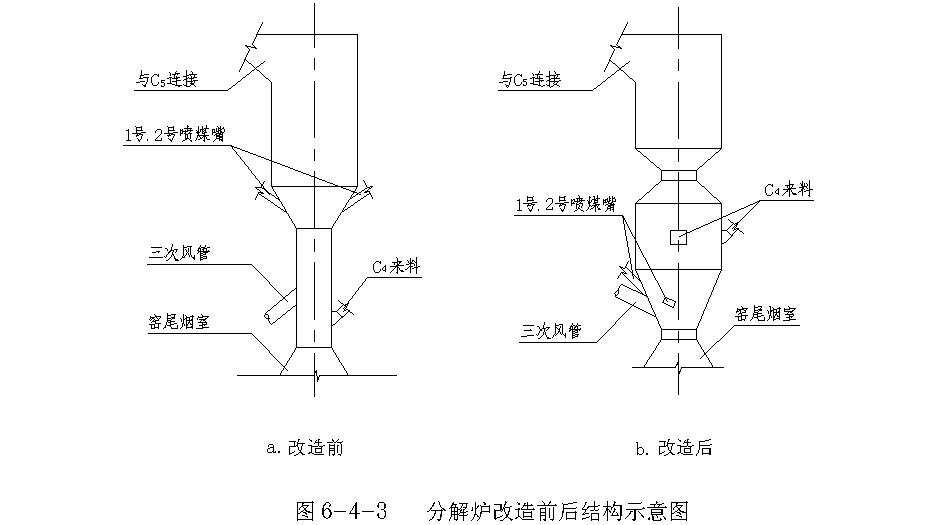 与C₅连接
1号.2号喷煤嘴
三次风管
C₄来料
窑尾烟室
a.改造前
与C₅连接
C₄来料
1号.2号喷煤嘴
三次风管
窑尾烟室
b.改造后
图6-4-3 分解炉改造前后结构示意图